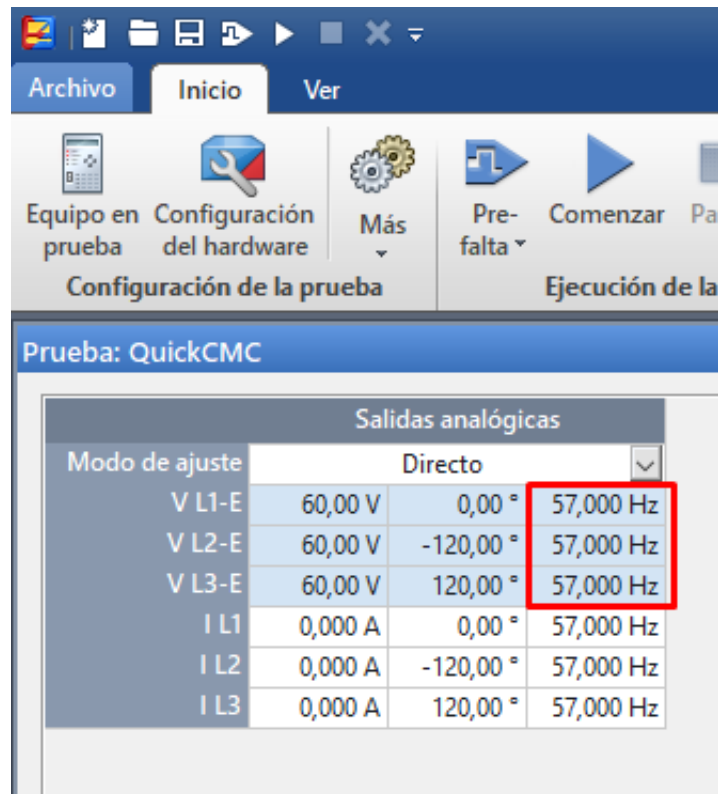 Archivo Inicio Ver
Equipo en prueba Configuración del hardware Más Pre-falta Comenzar
Configuración de la prueba Ejecución de la
Prueba: QuickCMC
Salidas analógicas
Modo de ajuste Directo
V L1-E 60,00 V 0,00 ° 57,000 Hz
V L2-E 60,00 V -120,00 ° 57,000 Hz
V L3-E 60,00 V 120,00 ° 57,000 Hz
I L1 0,000 A 0,00 ° 57,000 Hz
I L2 0,000 A -120,00 ° 57,000 Hz
I L3 0,000 A 120,00 ° 57,000 Hz